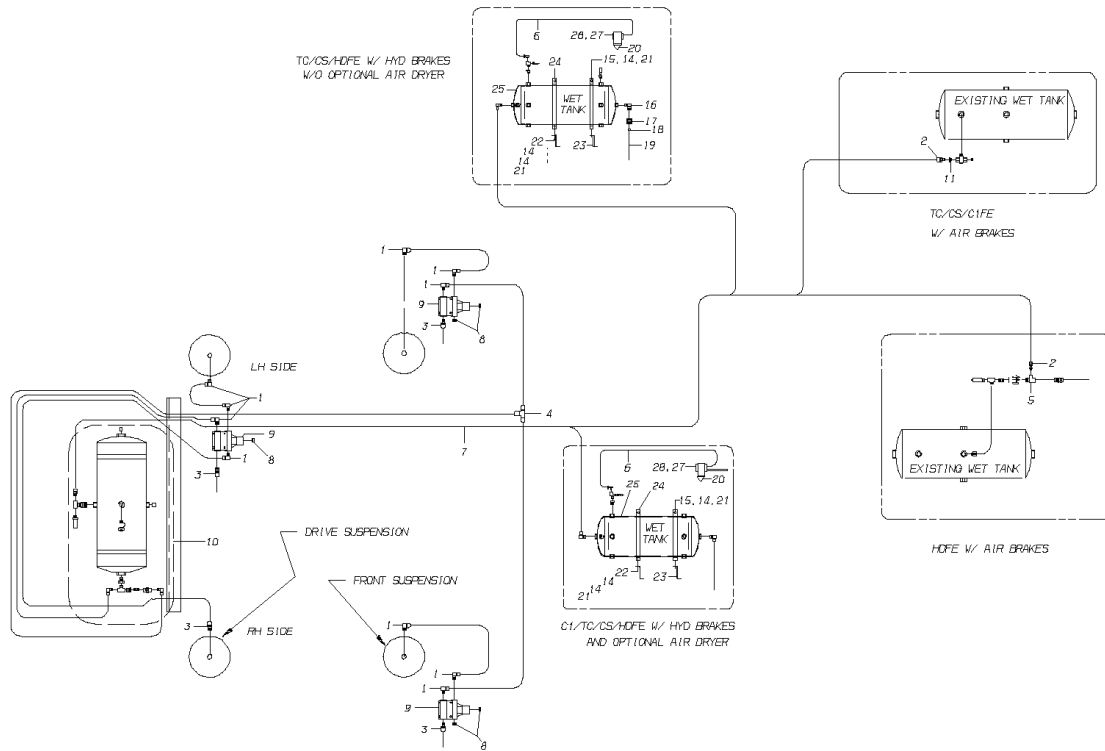 TC/CS/HDFE W/ HYD BRAKES
W/O OPTIONAL AIR DRYER
6
28, 27
20
24
15, 14, 21
25
WET
TANK
16
17
18
19
22
14
14
21
23
EXISTING WET TANK
2
11
TC/CS/C1FE
W/ AIR BRAKES
1
1
1
9
3
8
LH SIDE
1
9
8
1
3
4
7
10
2
5
EXISTING WET TANK
HDFE W/ AIR BRAKES
6
28, 27
20
25
24
15, 14, 21
WET
TANK
22
14
14
21
23
C1/TC/CS/HDFE W/ HYD BRAKES
AND OPTIONAL AIR DRYER
DRIVE SUSPENSION
FRONT SUSPENSION
3
RH SIDE
1
1
1
9
3
8